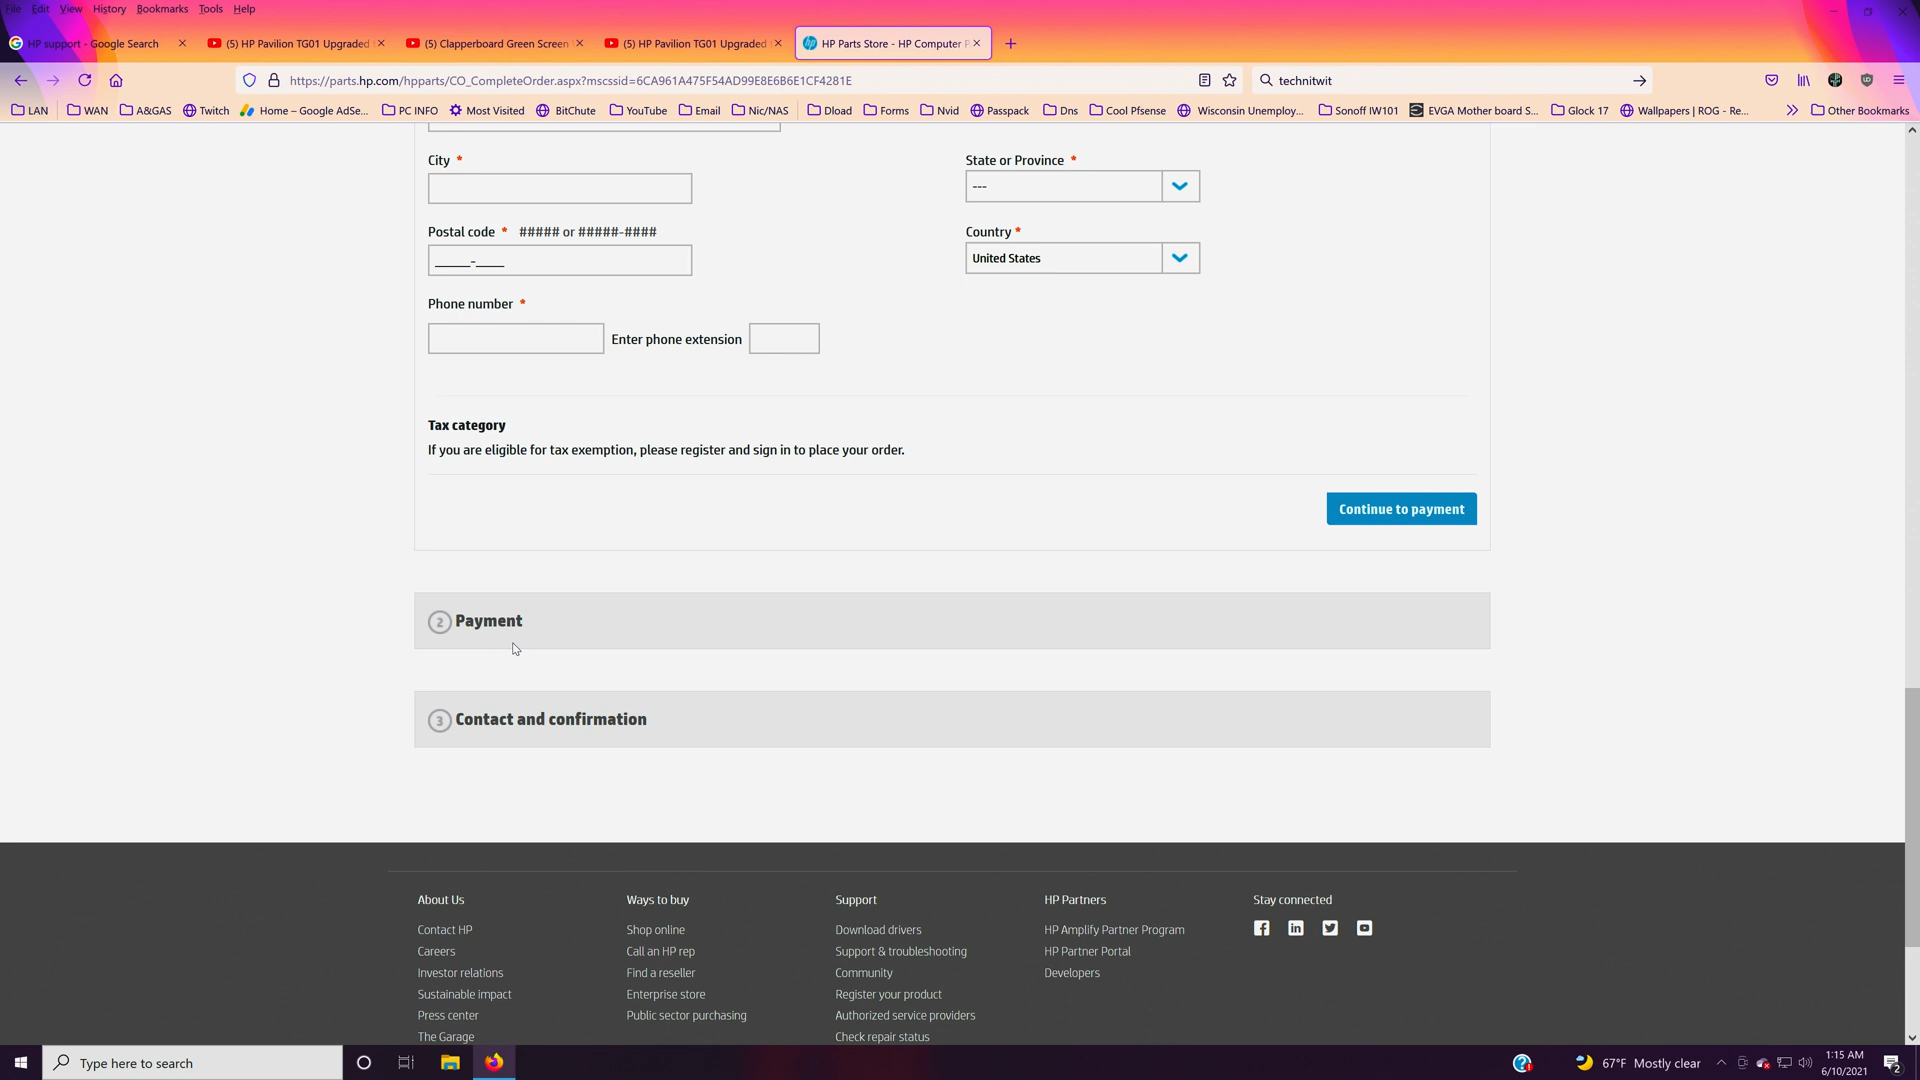 File Edit View History Bookmarks Tools Help
HP support - Google Search
(5) HP Pavilion TG01 Upgraded
(5) Clapperboard Green Screen
(5) HP Pavilion TG01 Upgraded
HP Parts Store - HP Computer P
https://parts.hp.com/hpparts/CO_CompleteOrder.aspx?mscssid=6CA961A475F54AD99E8E6B6E1CF4281E
technitwit
LAN WAN A&GAS Twitch Home – Google AdSe... PC INFO Most Visited BitChute YouTube Email Nic/NAS Dload Forms Nvid Passpack Dns Cool Pfsense Wisconsin Unemploy... Sonoff IW101 EVGA Mother board S... Glock 17 Wallpapers | ROG - Re... Other Bookmarks
City *
State or Province *
---
Postal code * ##### or #####-####
Country *
_____-____
United States
Phone number *
Enter phone extension
Tax category
If you are eligible for tax exemption, please register and sign in to place your order.
Continue to payment
2 Payment
3 Contact and confirmation
About Us
Contact HP
Careers
Investor relations
Sustainable impact
Press center
The Garage
Ways to buy
Shop online
Call an HP rep
Find a reseller
Enterprise store
Public sector purchasing
Support
Download drivers
Support & troubleshooting
Community
Register your product
Authorized service providers
Check repair status
HP Partners
HP Amplify Partner Program
HP Partner Portal
Developers
Stay connected
Type here to search
67°F Mostly clear
1:15 AM
6/10/2021
2